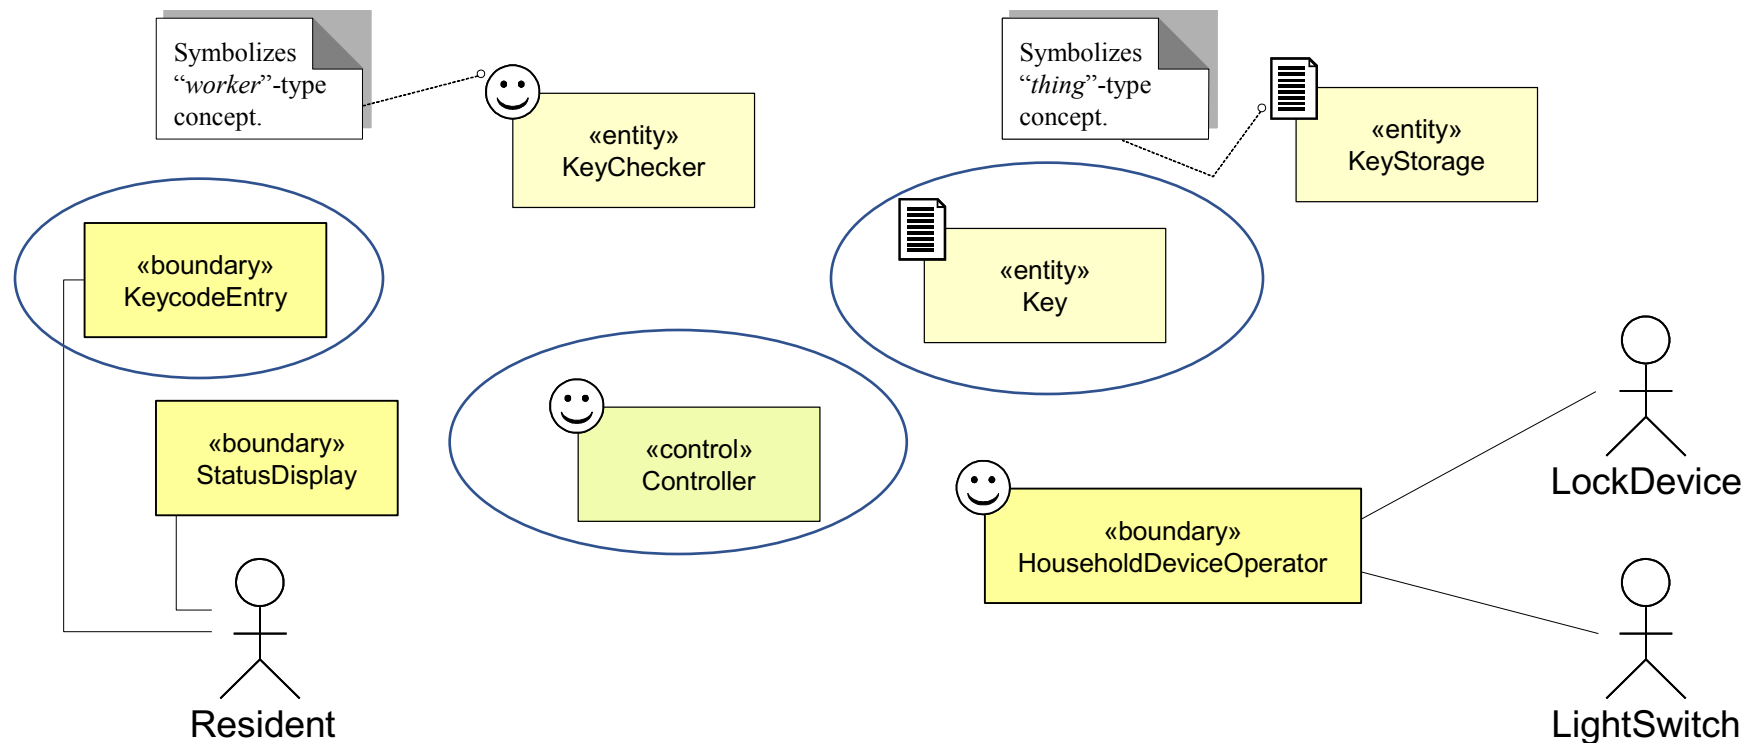 Symbolizes
“worker”-type
concept.
Symbolizes
“thing”-type
concept.
«entity»
KeyChecker
«entity»
KeyStorage
«boundary»
KeycodeEntry
«entity»
Key
«boundary»
StatusDisplay
«control»
Controller
«boundary»
HouseholdDeviceOperator
LockDevice
Resident
LightSwitch